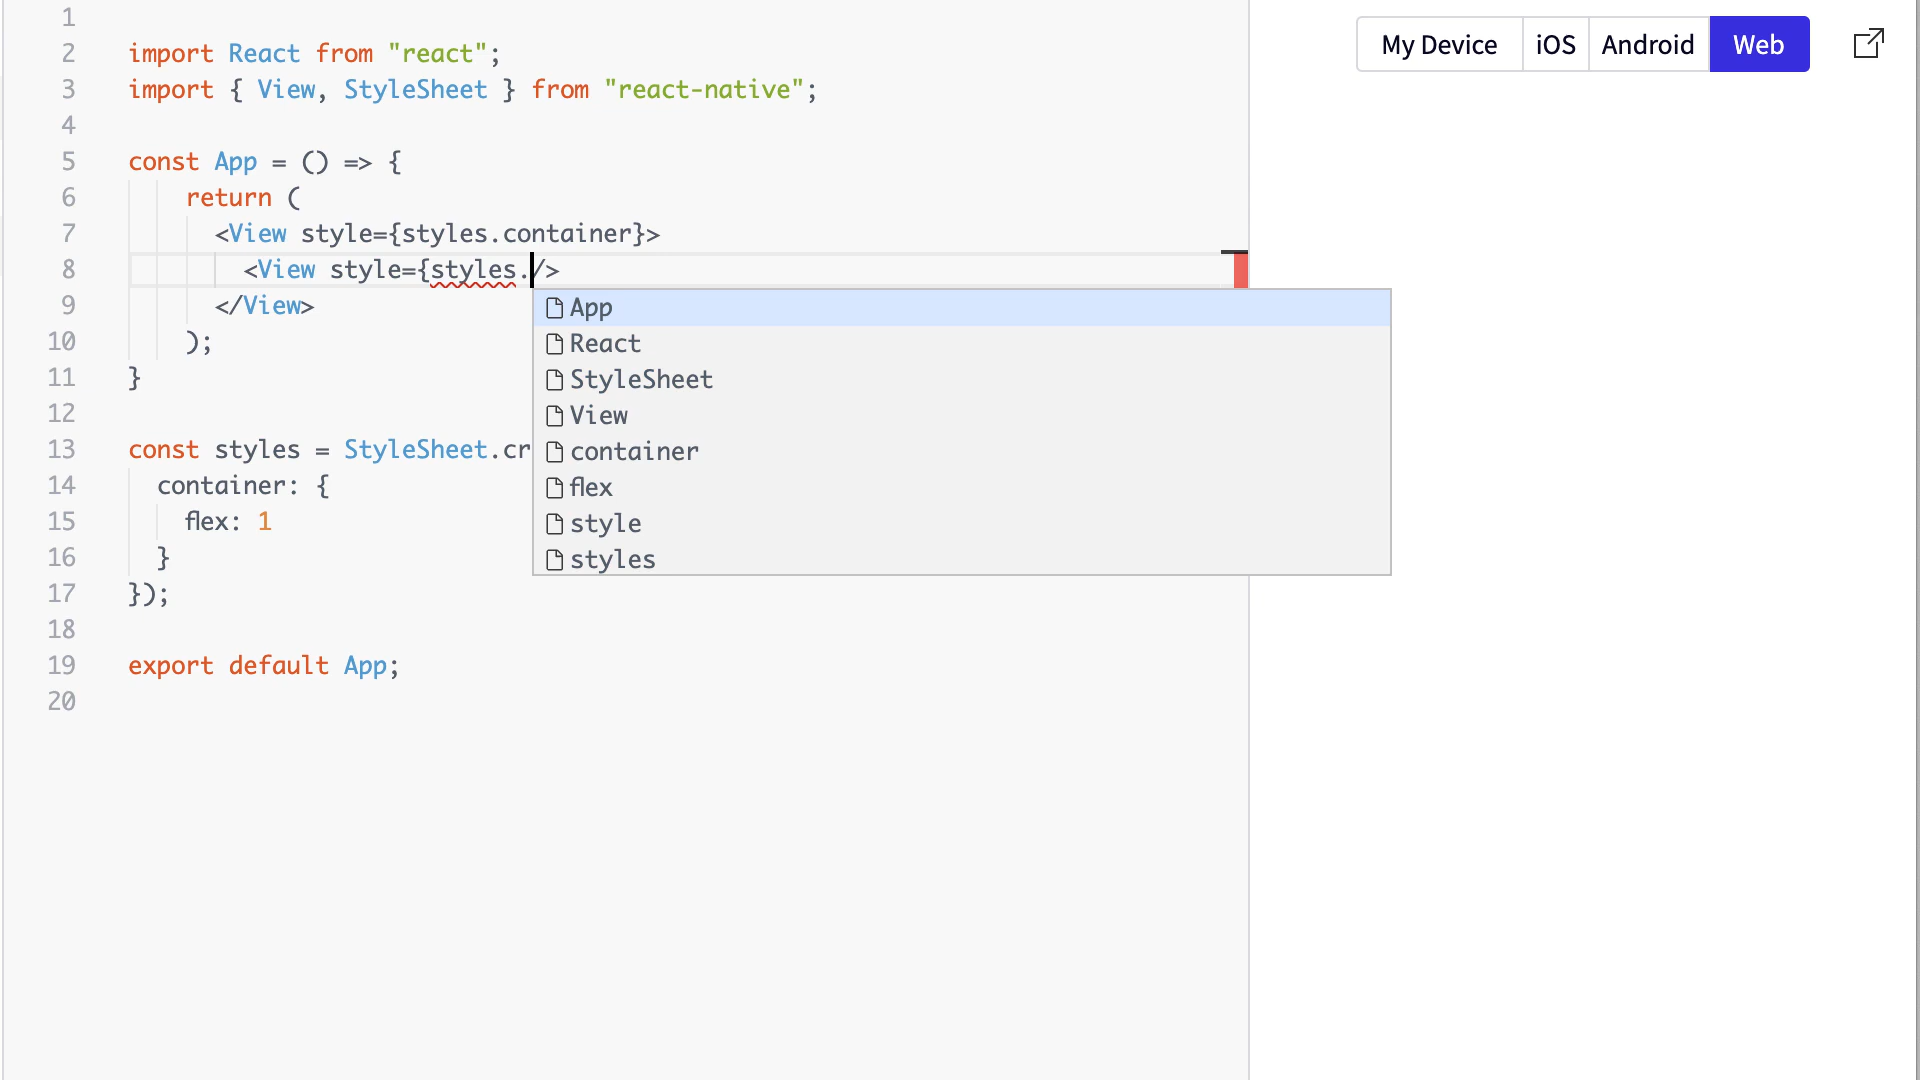 1
2 import React from "react";
3 import { View, StyleSheet } from "react-native";
4
5 const App = () => {
6 return (
7 <View style={styles.container}>
8 <View style={styles./>
9 </View>
10 );
11 }
12
13 const styles = StyleSheet.cr
14 container: {
15 flex: 1
16 }
17 });
18
19 export default App;
20
App
React
StyleSheet
View
container
flex
style
styles
My Device iOS Android Web